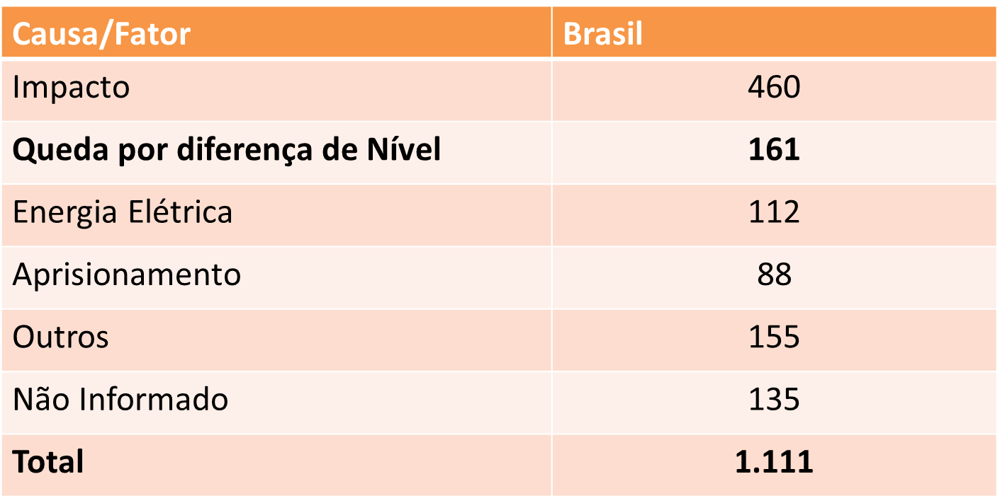 Causa/Fator Brasil
Impacto 460
Queda por diferença de Nível 161
Energia Elétrica 112
Aprisionamento 88
Outros 155
Não Informado 135
Total 1.111